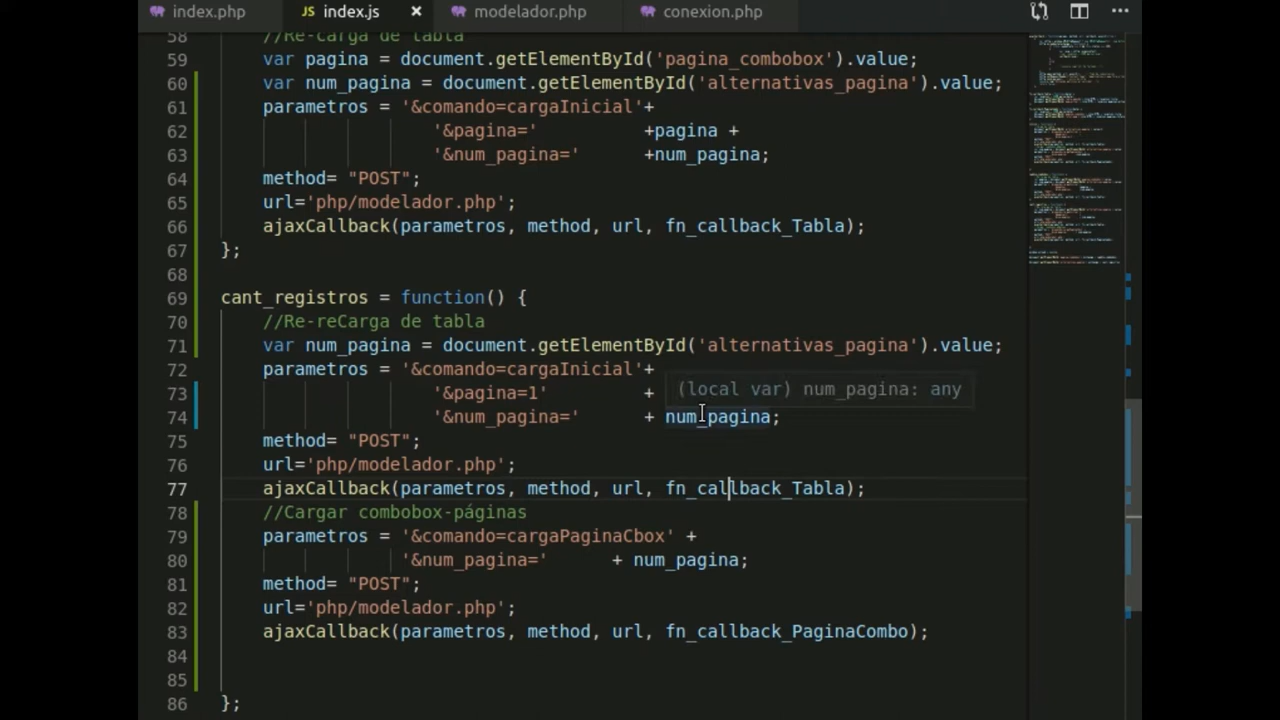 index.php JS index.js × modelador.php conexion.php ...
58 //Re-carga de tabla
59 var pagina = document.getElementById('pagina_combobox').value;
60 var num_pagina = document.getElementById('alternativas_pagina').value;
61 parametros = '&comando=cargaInicial'+
62 '&pagina=' +pagina +
63 '&num_pagina=' +num_pagina;
64 method= "POST";
65 url='php/modelador.php';
66 ajaxCallback(parametros, method, url, fn_callback_Tabla);
67 };
68
69 cant_registros = function() {
70 //Re-reCarga de tabla
71 var num_pagina = document.getElementById('alternativas_pagina').value;
72 parametros = '&comando=cargaInicial'+
73 '&pagina=1' + (local var) num_pagina: any
74 '&num_pagina=' + num_pagina;
75 method= "POST";
76 url='php/modelador.php';
77 ajaxCallback(parametros, method, url, fn_callback_Tabla);
78 //Cargar combobox-páginas
79 parametros = '&comando=cargaPaginaCbox' +
80 '&num_pagina=' + num_pagina;
81 method= "POST";
82 url='php/modelador.php';
83 ajaxCallback(parametros, method, url, fn_callback_PaginaCombo);
84
85
86 };